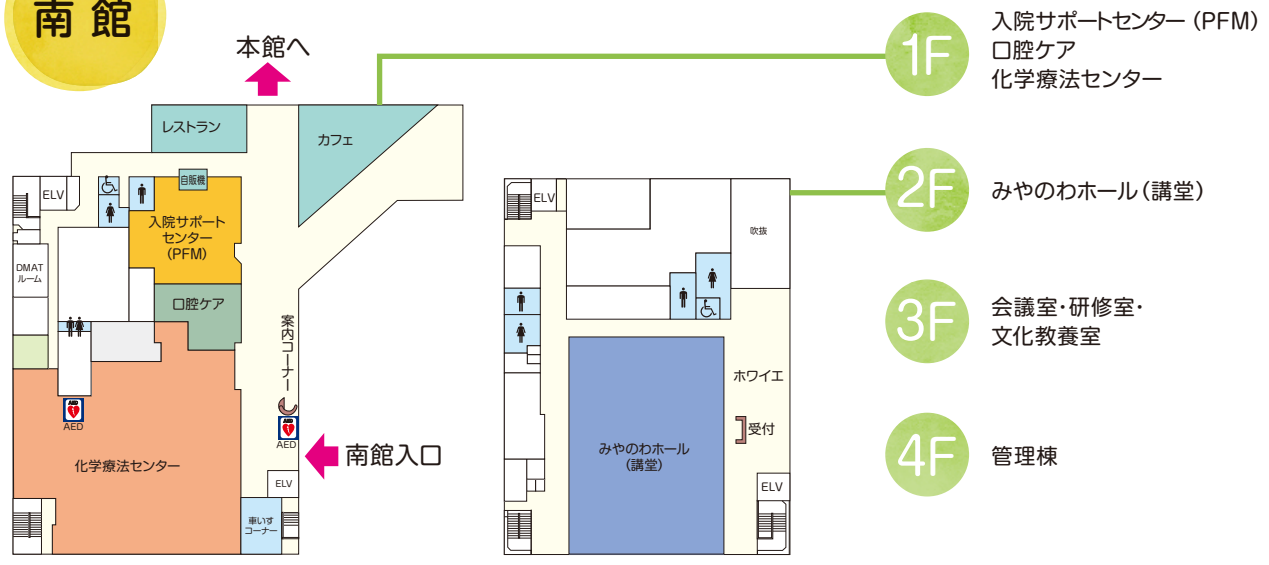 南館
本館へ
レストラン
カフェ
自販機
ELV
入院サポート
センター
(PFM)
DMAT
ルーム
口腔ケア
案内コーナー
AED
AED
AED
AED
南館入口
化学療法センター
ELV
車いす
コーナー
ELV
吹抜
ホワイエ
受付
みやのわホール
(講堂)
ELV
1F
入院サポートセンター (PFM)
口腔ケア
化学療法センター
2F
みやのわホール (講堂)
3F
会議室・研修室・
文化教養室
4F
管理棟